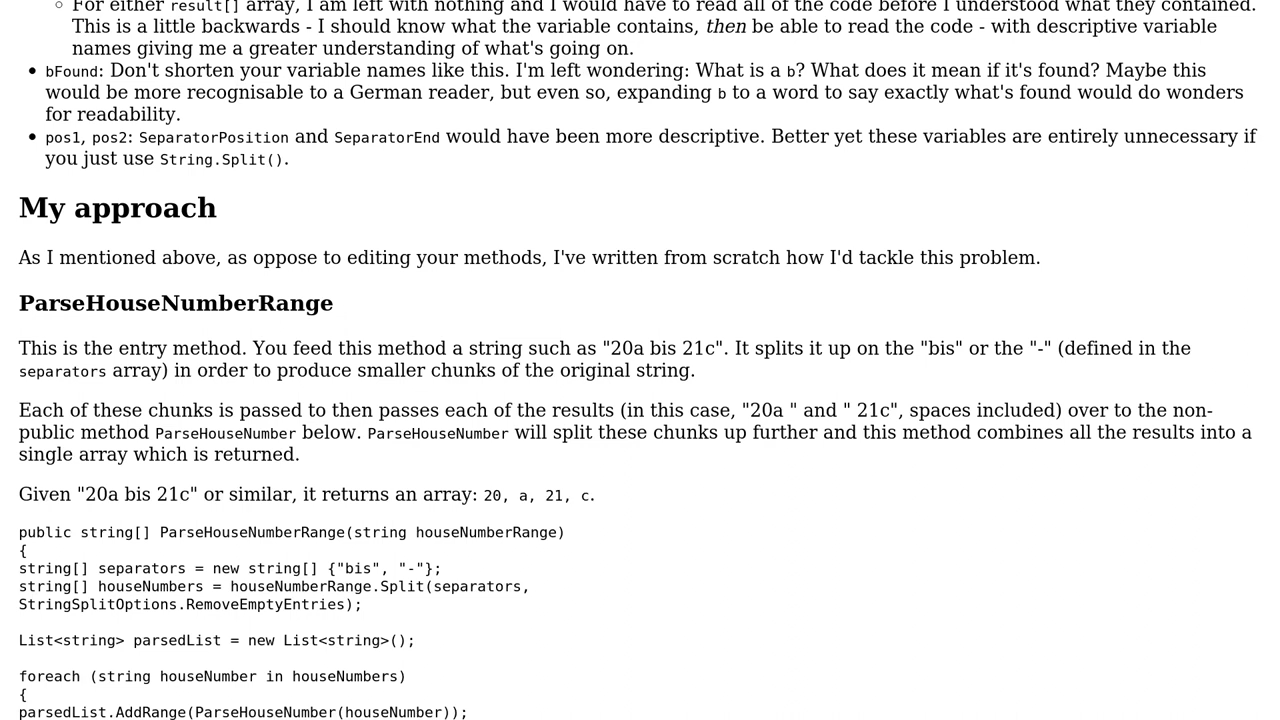 For either result[] array, I am left with nothing and I would have to read all of the code before I understood what they contained.
This is a little backwards - I should know what the variable contains, then be able to read the code - with descriptive variable
names giving me a greater understanding of what's going on.
bFound: Don't shorten your variable names like this. I'm left wondering: What is a b? What does it mean if it's found? Maybe this
would be more recognisable to a German reader, but even so, expanding b to a word to say exactly what's found would do wonders
for readability.
pos1, pos2: SeparatorPosition and SeparatorEnd would have been more descriptive. Better yet these variables are entirely unnecessary if
you just use String.Split().
My approach
As I mentioned above, as oppose to editing your methods, I've written from scratch how I'd tackle this problem.
ParseHouseNumberRange
This is the entry method. You feed this method a string such as "20a bis 21c". It splits it up on the "bis" or the "-" (defined in the
separators array) in order to produce smaller chunks of the original string.
Each of these chunks is passed to then passes each of the results (in this case, "20a " and " 21c", spaces included) over to the non-
public method ParseHouseNumber below. ParseHouseNumber will split these chunks up further and this method combines all the results into a
single array which is returned.
Given "20a bis 21c" or similar, it returns an array: 20, a, 21, c.
public string[] ParseHouseNumberRange(string houseNumberRange)
{
string[] separators = new string[] {"bis", "-"};
string[] houseNumbers = houseNumberRange.Split(separators,
StringSplitOptions.RemoveEmptyEntries);
List<string> parsedList = new List<string>();
foreach (string houseNumber in houseNumbers)
{
parsedList.AddRange(ParseHouseNumber(houseNumber));